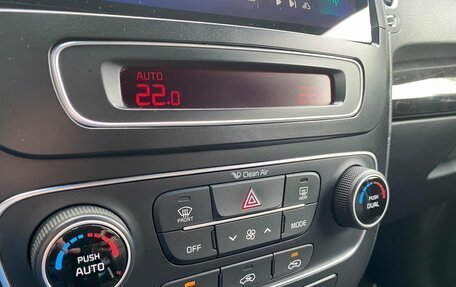 AUTO
22.0
Clean Air
FRONT
REAR
OFF
MODE
PUSH
AUTO
PUSH
DUAL